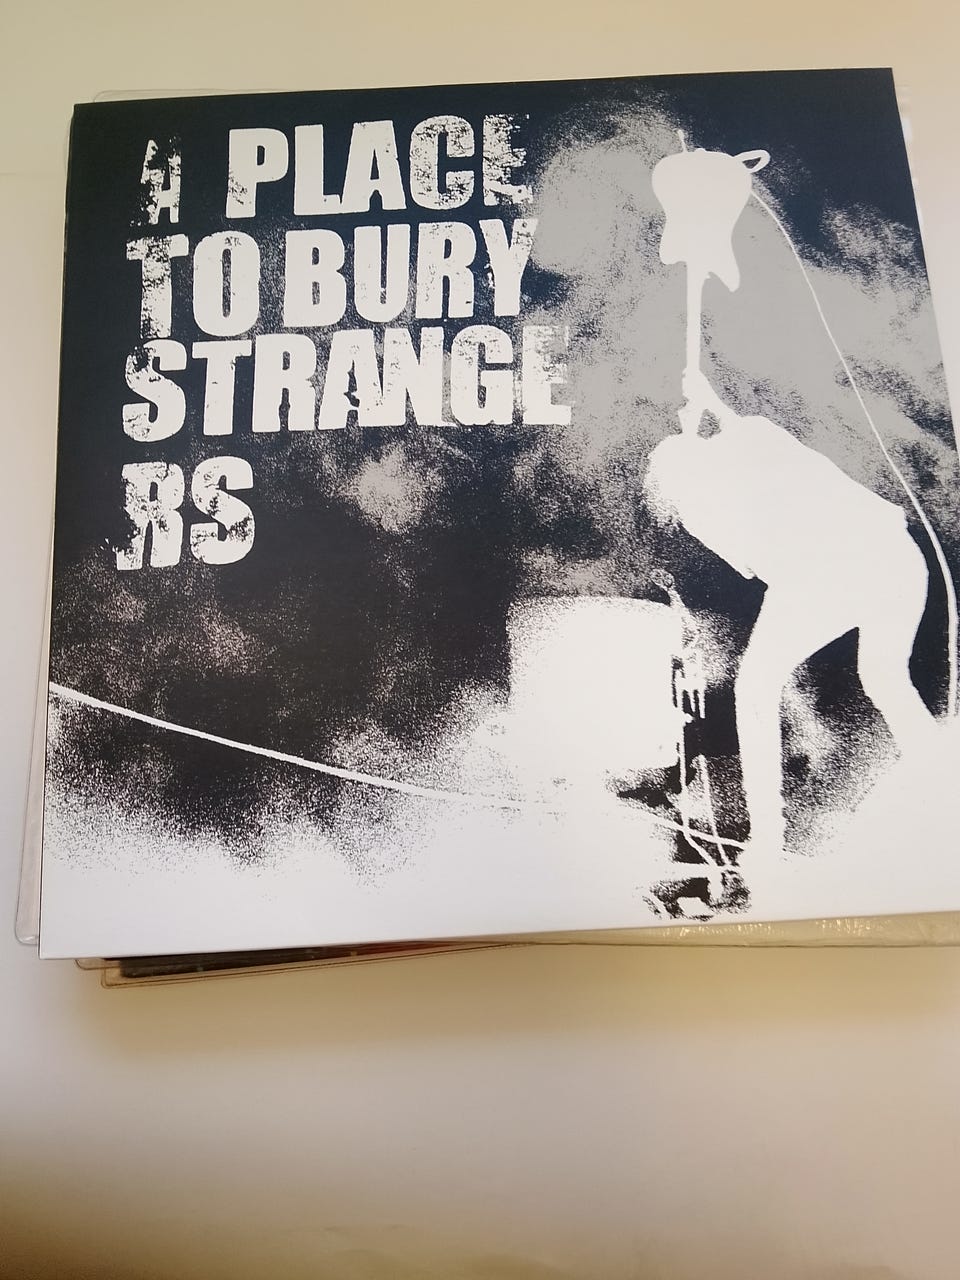 A PLACE
TO BURY
STRANGE
RS